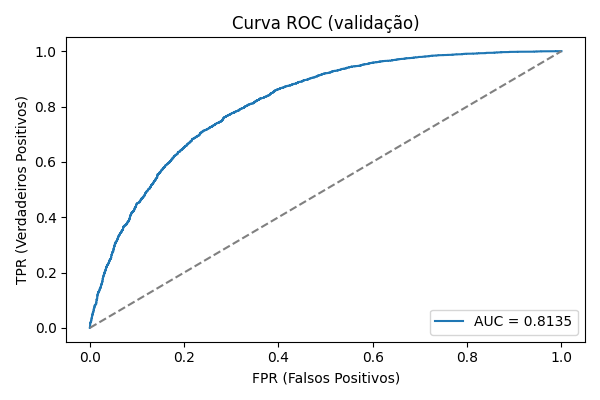 Curva ROC (validação)
TPR (Verdadeiros Positivos)
1.0
0.8
0.6
0.4
0.2
0.0
AUC = 0.8135
0.0 0.2 0.4 0.6 0.8 1.0
FPR (Falsos Positivos)